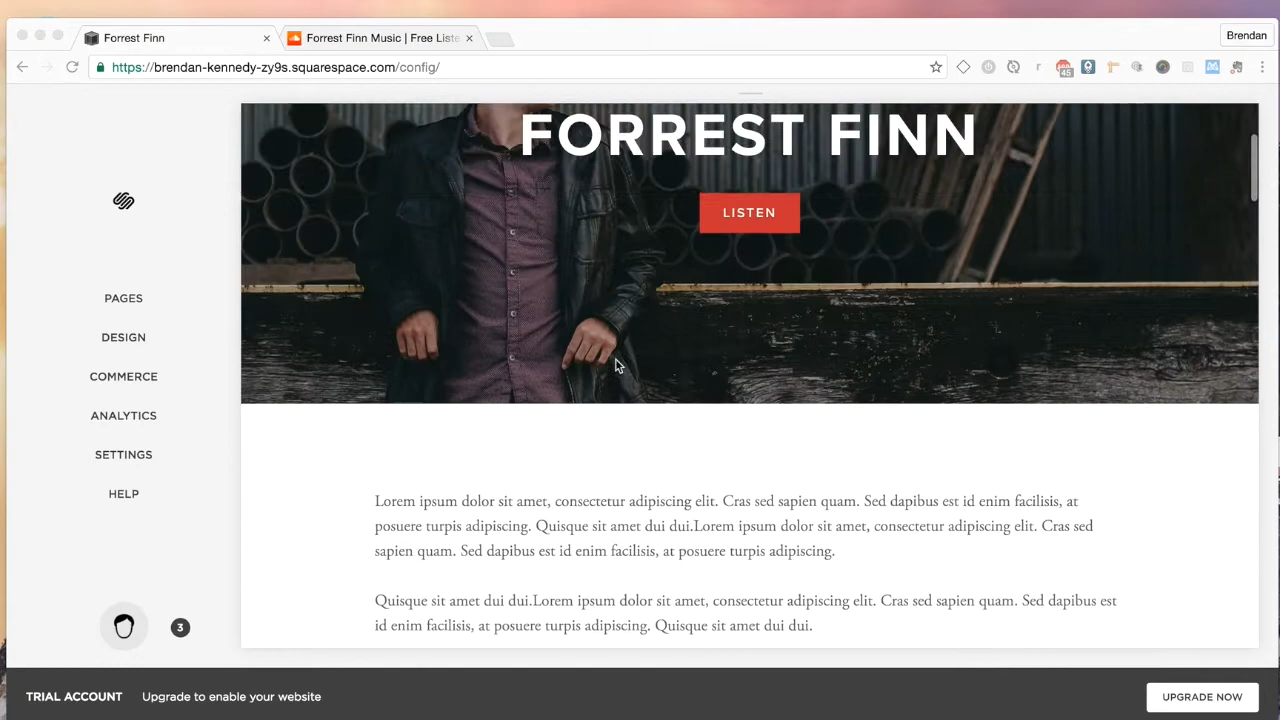 Forrest Finn
Forrest Finn Music | Free Liste
Brendan
https://brendan-kennedy-zy9s.squarespace.com/config/
45
FORREST FINN
LISTEN
PAGES
DESIGN
COMMERCE
ANALYTICS
SETTINGS
HELP
3
Lorem ipsum dolor sit amet, consectetur adipiscing elit. Cras sed sapien quam. Sed dapibus est id enim facilisis, at
posuere turpis adipiscing. Quisque sit amet dui dui.Lorem ipsum dolor sit amet, consectetur adipiscing elit. Cras sed
sapien quam. Sed dapibus est id enim facilisis, at posuere turpis adipiscing.
Quisque sit amet dui dui.Lorem ipsum dolor sit amet, consectetur adipiscing elit. Cras sed sapien quam. Sed dapibus est
id enim facilisis, at posuere turpis adipiscing. Quisque sit amet dui dui.
TRIAL ACCOUNT Upgrade to enable your website
UPGRADE NOW